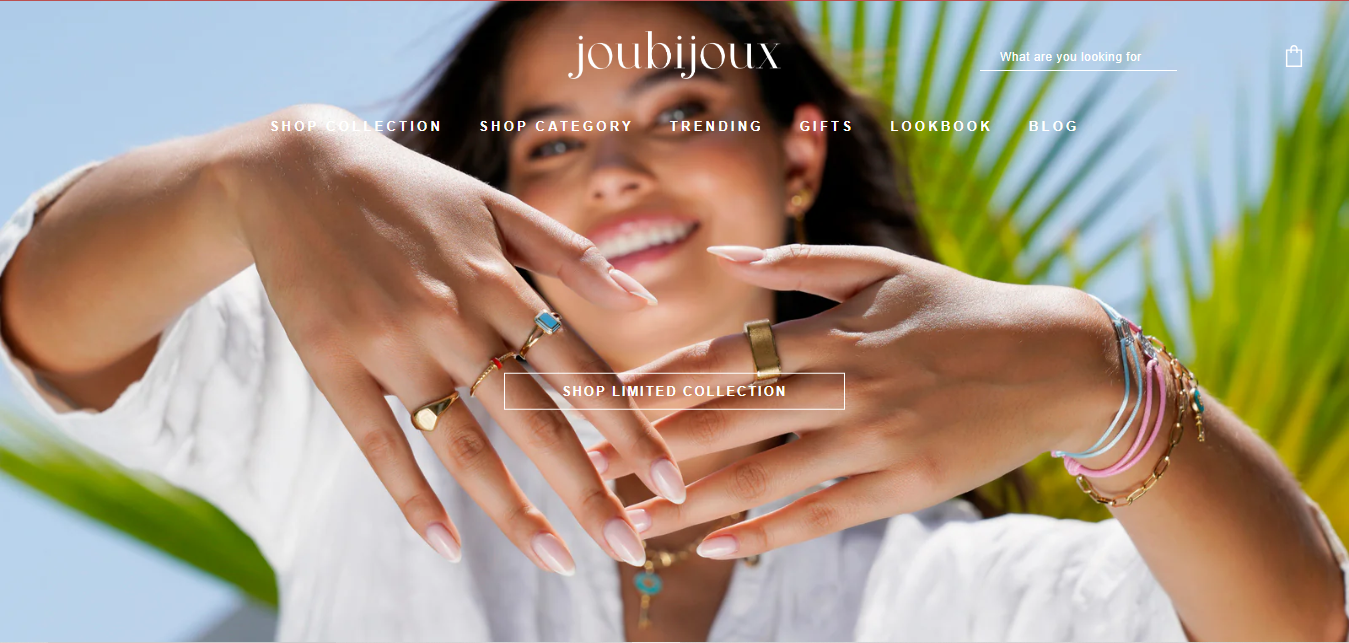 joubijoux
What are you looking for
SHOP COLLECTION SHOP CATEGORY TRENDING GIFTS LOOKBOOK BLOG
SHOP LIMITED COLLECTION